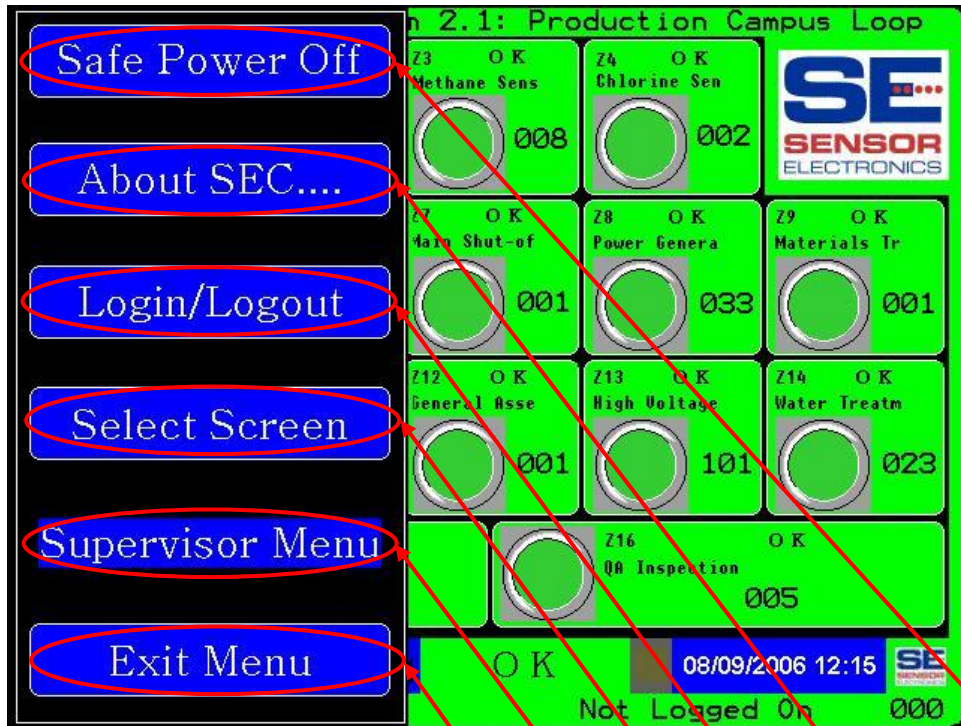 Safe Power Off
About SEC....
Login/Logout
Select Screen
Supervisor Menu
Exit Menu
n 2.1: Production Campus Loop
Z3 OK
Methane Sens
008
Z4 OK
Chlorine Sen
002
SE
SENSOR
ELECTRONICS
Z7 OK
Main Shut-of
001
Z8 OK
Power Genera
033
Z9 OK
Materials Tr
001
Z12 OK
General Asse
001
Z13 OK
High Voltage
101
Z14 OK
Water Treatm
023
Z16 OK
QA Inspection
005
OK
08/09/2006 12:15
SE
Not Logged On 000